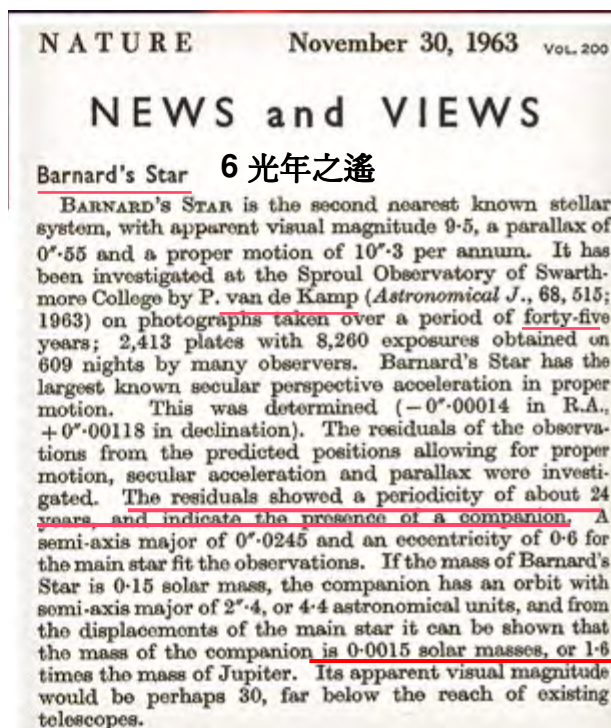 NATURE November 30, 1963 VOL. 200
NEWS and VIEWS
Barnard's Star 6 光年之遙
BARNARD'S STAR is the second nearest known stellar
system, with apparent visual magnitude 9·5, a parallax of
0″·55 and a proper motion of 10″·3 per annum. It has
been investigated at the Sproul Observatory of Swarth-
more College by P. van de Kamp (Astronomical J., 68, 515;
1963) on photographs taken over a period of forty-five
years; 2,413 plates with 8,260 exposures obtained on
609 nights by many observers. Barnard's Star has the
largest known secular perspective acceleration in proper
motion. This was determined (−0″·00014 in R.A.,
+0″·00118 in declination). The residuals of the observa-
tions from the predicted positions allowing for proper
motion, secular acceleration and parallax were investi-
gated. The residuals showed a periodicity of about 24
years, and indicate the presence of a companion. A
semi-axis major of 0″·0245 and an eccentricity of 0·6 for
the main star fit the observations. If the mass of Barnard's
Star is 0·15 solar mass, the companion has an orbit with
semi-axis major of 2″·4, or 4·4 astronomical units, and from
the displacements of the main star it can be shown that
the mass of the companion is 0·0015 solar masses, or 1·6
times the mass of Jupiter. Its apparent visual magnitude
would be perhaps 30, far below the reach of existing
telescopes.